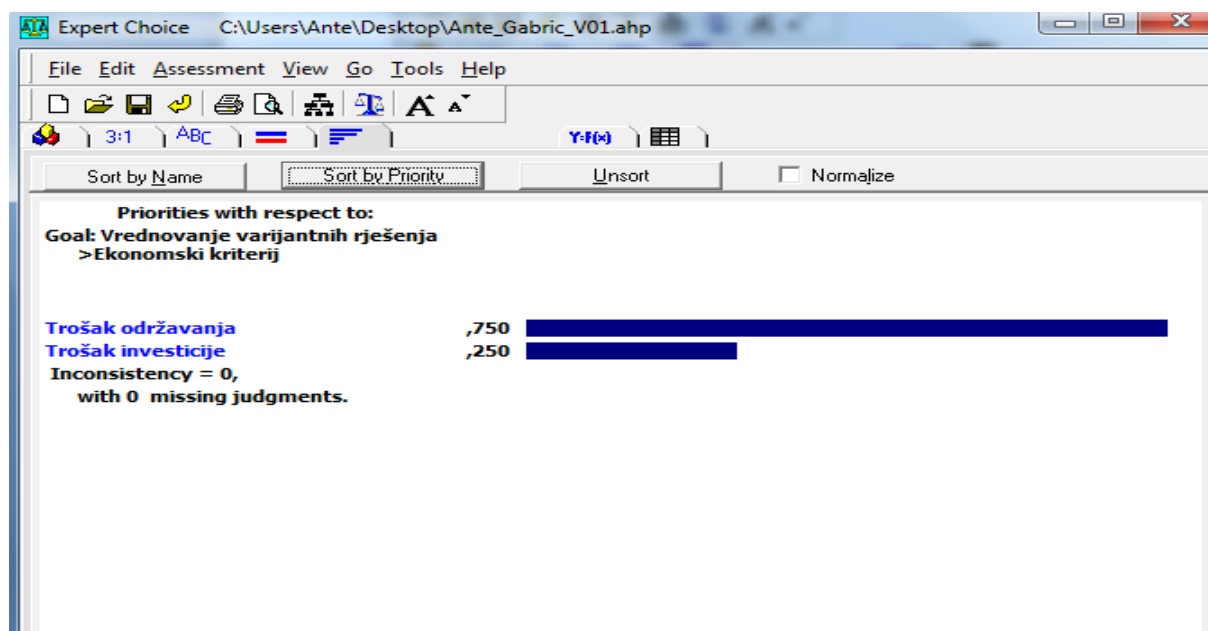 Expert Choice C:\Users\Ante\Desktop\Ante_Gabric_V01.ahp
File Edit Assessment View Go Tools Help
A A
3:1 ABC Y=F(x)
Sort by Name Sort by Priority Unsort Normalize
Priorities with respect to:
Goal: Vrednovanje varijantnih rješenja
>Ekonomski kriterij
Trošak održavanja ,750
Trošak investicije ,250
Inconsistency = 0,
with 0 missing judgments.